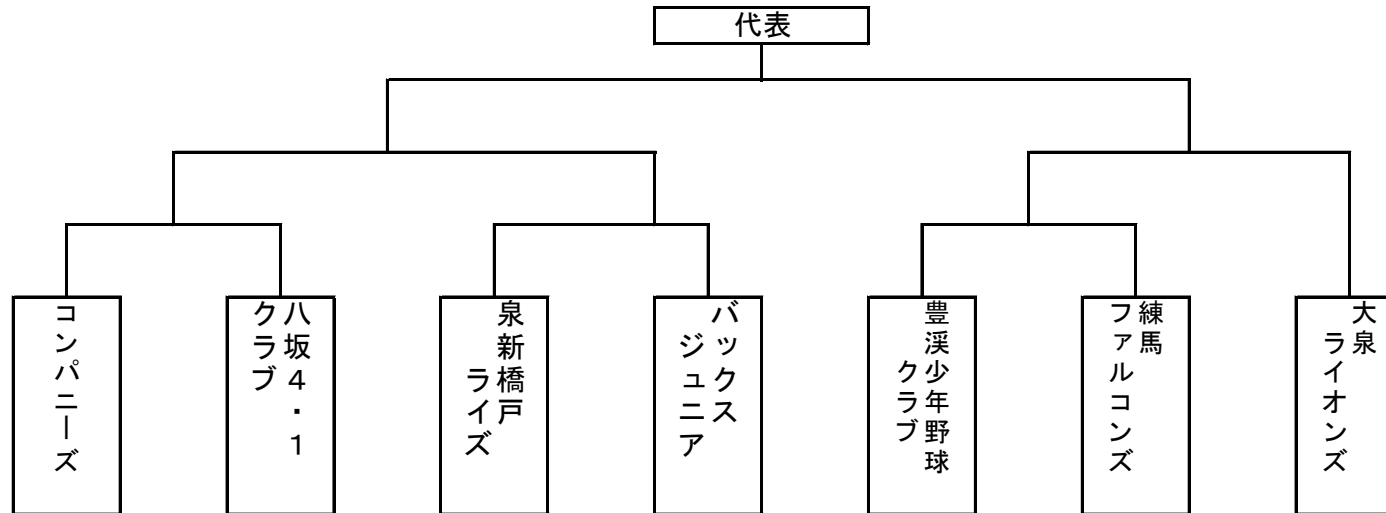 代表
コンパニーズ
八坂４・１
クラブ
泉新橋戸
ライズ
バックス
ジュニア
豊渓少年野球
クラブ
練馬
ファルコンズ
大泉
ライオンズ